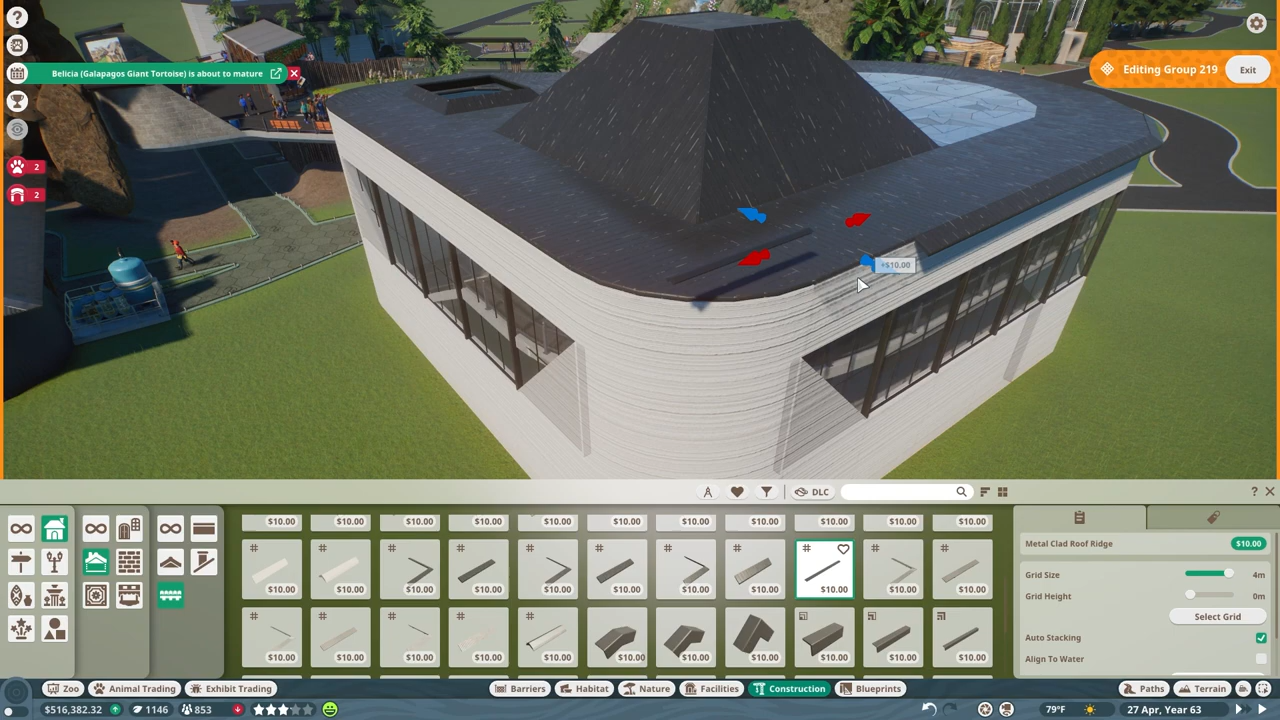 ?
Belicia (Galapagos Giant Tortoise) is about to mature
2
2
Editing Group 219
Exit
+$10.00
DLC
?
$10.00 $10.00 $10.00 $10.00 $10.00 $10.00 $10.00 $10.00 $10.00 $10.00 $10.00
$10.00 $10.00 $10.00 $10.00 $10.00 $10.00 $10.00 $10.00 $10.00 $10.00 $10.00
$10.00 $10.00 $10.00 $10.00 $10.00 $10.00 $10.00 $10.00 $10.00 $10.00 $10.00
Metal Clad Roof Ridge $10.00
Grid Size 4m
Grid Height 0m
Select Grid
Auto Stacking
Align To Water
Zoo Animal Trading Exhibit Trading Barriers Habitat Nature Facilities Construction Blueprints Paths Terrain
$516,382.32 1146 853 79°F 27 Apr, Year 63